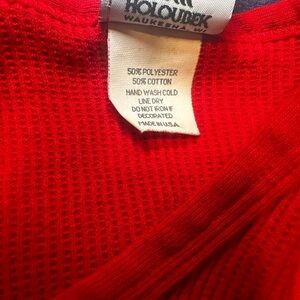 HOLOUBEK
WAUKESHA WI
50% POLYESTER
50% COTTON
HAND WASH COLD
LINE DRY
DO NOT IRON IF
DECORATED
MADE IN U.S.A.